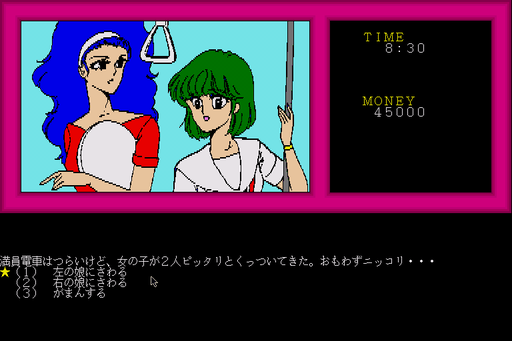 TIME
8:30
MONEY
45000
満員電車はつらいけど、女の子が2人ピッタリとくっついてきた。おもわずニッコリ・・・
★(1) 左の娘にさわる
(2) 右の娘にさわる
(3) がまんする